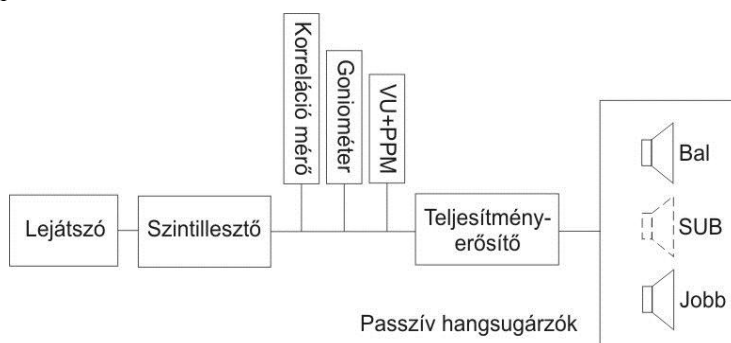 Korreláció mérő
Goniométer
VU+PPM
Lejátszó
Szintillesztő
Teljesítmény-
erősítő
Bal
SUB
Jobb
Passzív hangsugárzók